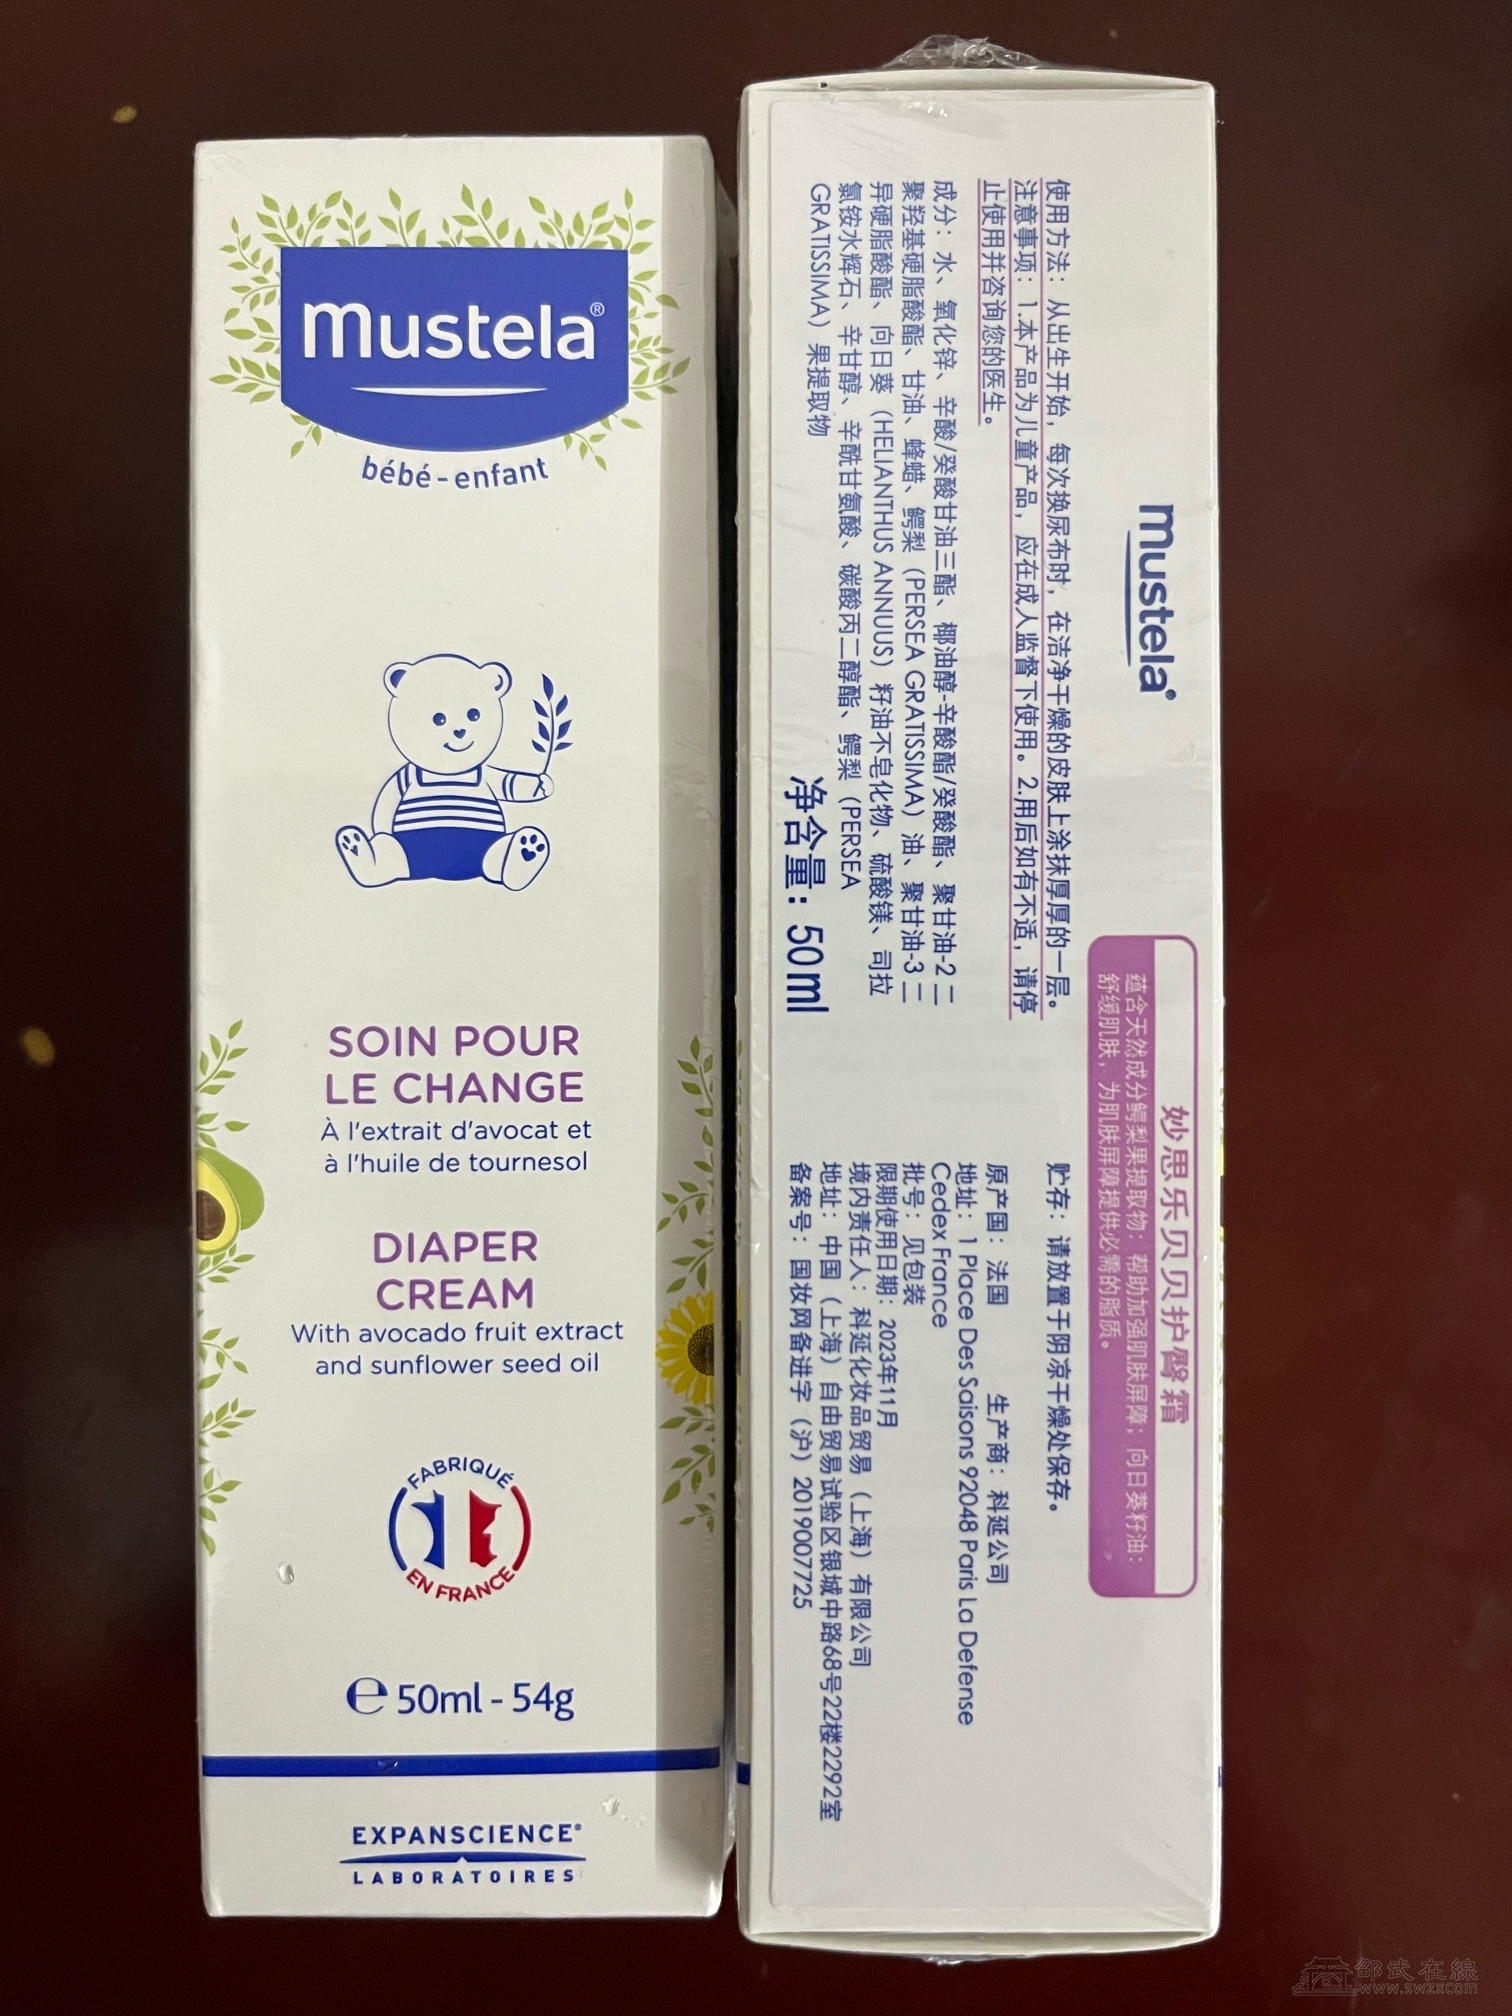 mustela®
bébé-enfant
SOIN POUR
LE CHANGE
À l'extrait d'avocat et
à l'huile de tournesol
DIAPER
CREAM
With avocado fruit extract
and sunflower seed oil
FABRIQUÉ
EN FRANCE
℮ 50ml - 54g
EXPANSCIENCE®
LABORATOIRES
mustela®
妙思乐贝贝护臀霜
蕴含天然成分鳄梨果提取物：帮助加强肌肤屏障；向日葵籽油：
舒缓肌肤，为肌肤屏障提供必需的脂质。
使用方法：从出生开始，每次换尿布时，在洁净干燥的皮肤上涂抹厚厚的一层。
注意事项：1.本产品为儿童产品，应在成人监督下使用。2.用后如有不适，请停
止使用并咨询您的医生。
成分：水、氧化锌、辛酸/癸酸甘油三酯、椰油醇-辛酸酯/癸酸酯、聚甘油-2 二
聚羟基硬脂酸酯、甘油、蜂蜡、鳄梨（PERSEA GRATISSIMA）油、聚甘油-3 二
异硬脂酸酯、向日葵（HELIANTHUS ANNUUS）籽油不皂化物、硫酸镁、司拉
氯铵水辉石、辛甘醇、辛酰甘氨酸、碳酸丙二醇酯、鳄梨（PERSEA
GRATISSIMA）果提取物
净含量：50ml
贮存：请放置于阴凉干燥处保存。
原产国：法国 生产商：科延公司
地址：1 Place Des Saisons 92048 Paris La Defense
Cedex France
批号：见包装
限期使用日期：2023年11月
境内责任人：科延化妆品贸易（上海）有限公司
地址：中国（上海）自由贸易试验区银城中路68号22楼2292室
备案号：国妆网备进字（沪）2019007725
邵武在線
www.swzx.com